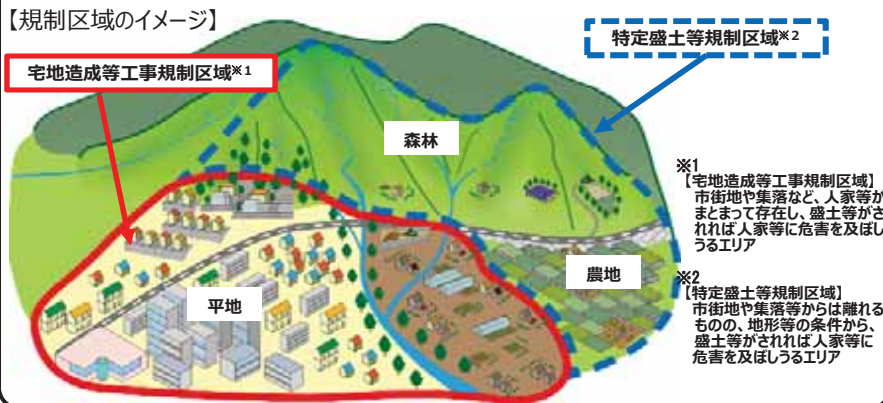 【規制区域のイメージ】
特定盛土等規制区域※2
宅地造成等工事規制区域※1
森林
平地
農地
※1
【宅地造成等工事規制区域】
市街地や集落など、人家等が
まとまって存在し、盛土等がさ
れれば人家等に危害を及ぼし
うるエリア
※2
【特定盛土等規制区域】
市街地や集落等からは離れる
ものの、地形等の条件から、
盛土等がされれば人家等に
危害を及ぼしうるエリア